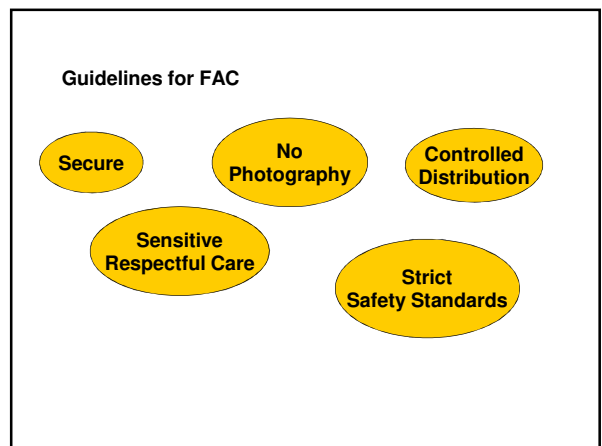 Guidelines for FAC
Secure
No
Photography
Controlled
Distribution
Sensitive
Respectful Care
Strict
Safety Standards